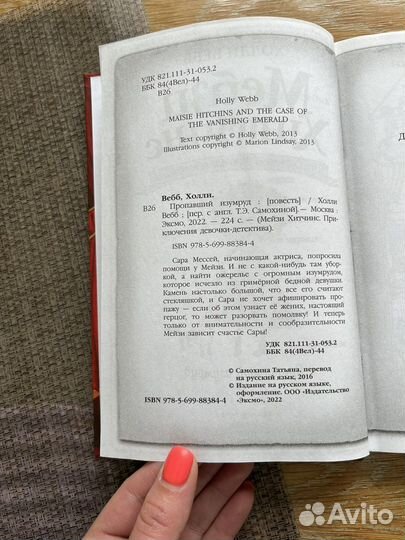 УДК 821.111-31-053.2
ББК 84(4Вел)-44
В26
Holly Webb
MAISIE HITCHINS AND THE CASE OF
THE VANISHING EMERALD
Text copyright © Holly Webb, 2013
Illustrations copyright © Marion Lindsay, 2013
Вебб, Холли.
В26 Пропавший изумруд : [повесть] / Холли
Вебб ; [пер. с англ. Т.Э. Самохиной].— Москва :
Эксмо, 2022. — 224 с. — (Мейзи Хитчинс. При-
ключения девочки-детектива).
ISBN 978-5-699-88384-4
Сара Мессей, начинающая актриса, попросила
помощи у Мейзи. И не с какой-нибудь там убор-
кой, а найти ожерелье с огромным изумрудом,
которое исчезло из гримёрной бедной девушки.
Камень настолько большой, что все его считают
стекляшкой, и Сара не хочет афишировать про-
пажу — если об этом узнает её жених, настоящий
герцог, то может разорвать помолвку! И теперь
только от внимательности и сообразительности
Мейзи зависит счастье Сары!
УДК 821.111-31-053.2
ББК 84(4Вел)-44
© Самохина Татьяна, перевод
на русский язык, 2016
© Издание на русском языке,
оформление. ООО «Издательство
ISBN 978-5-699-88384-4 «Эксмо», 2022
Avito